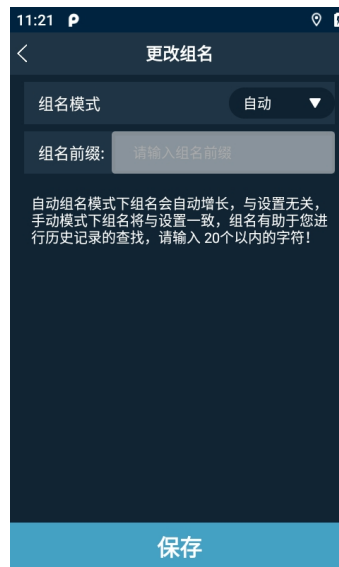 11:21
更改组名
组名模式
自动
组名前缀:
请输入组名前缀
自动组名模式下组名会自动增长，与设置无关，
手动模式下组名将与设置一致，组名有助于您进
行历史记录的查找，请输入 20个以内的字符！
保存